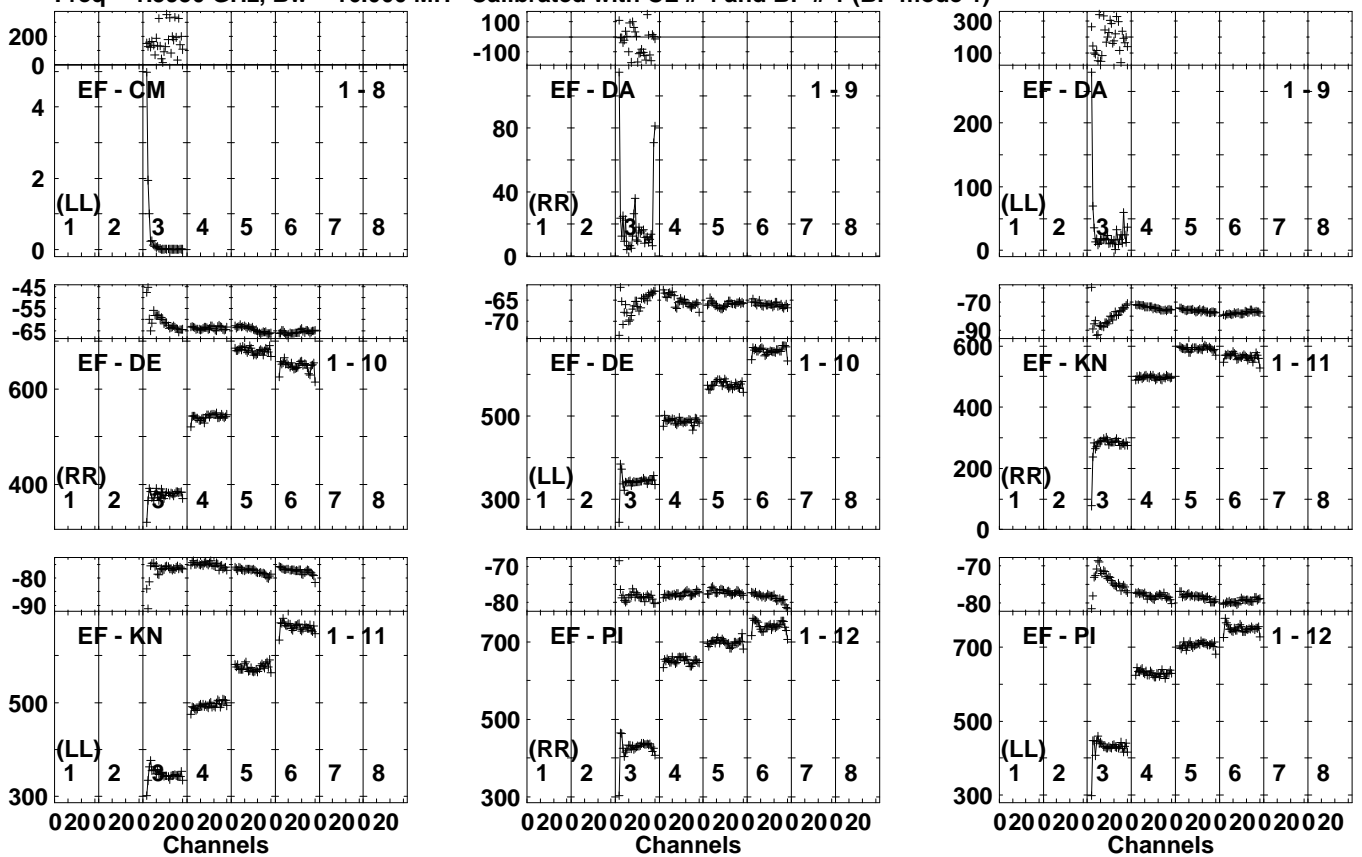 200
0
4
2
0
EF - CM 1 - 8
(LL)
1 2 3 4 5 6 7 8
100
-100
80
40
0
EF - DA 1 - 9
(RR)
1 2 3 4 5 6 7 8
300
100
200
100
0
EF - DA 1 - 9
(LL)
1 2 3 4 5 6 7 8
-45
-55
-65
600
400
EF - DE 1 - 10
(RR)
1 2 3 4 5 6 7 8
-65
-70
500
300
EF - DE 1 - 10
(LL)
1 2 3 4 5 6 7 8
-70
-90
600
400
200
0
EF - KN 1 - 11
(RR)
1 2 3 4 5 6 7 8
-80
-90
500
300
EF - KN 1 - 11
(LL)
1 2 3 4 5 6 7 8
0 20 0 20 0 20 0 20 0 20 0 20 0 20 0 20
Channels
-70
-80
700
500
300
EF - PI 1 - 12
(RR)
1 2 3 4 5 6 7 8
0 20 0 20 0 20 0 20 0 20 0 20 0 20 0 20
Channels
-70
-80
700
500
300
EF - PI 1 - 12
(LL)
1 2 3 4 5 6 7 8
0 20 0 20 0 20 0 20 0 20 0 20 0 20 0 20
Channels